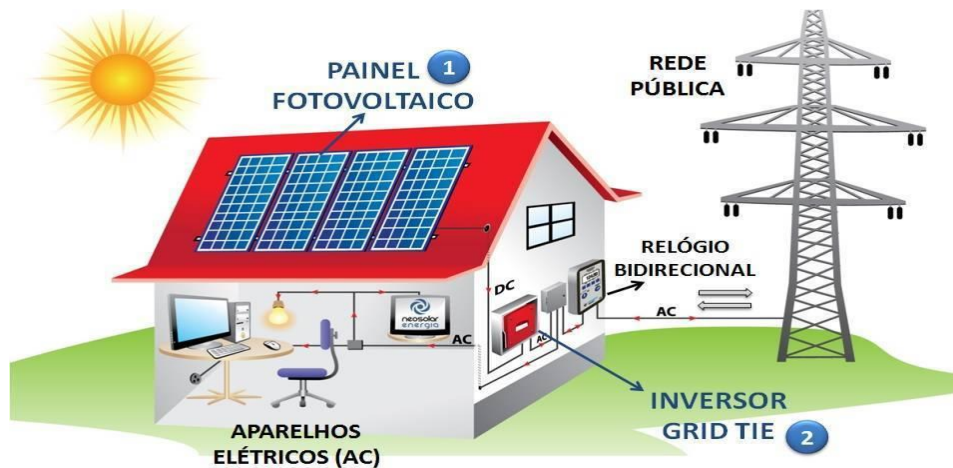 PAINEL 1
FOTOVOLTAICO
REDE
PÚBLICA
RELÓGIO
BIDIRECIONAL
DC
AC
AC
AC
neosolar
energia
INVERSOR
GRID TIE 2
APARELHOS
ELÉTRICOS (AC)